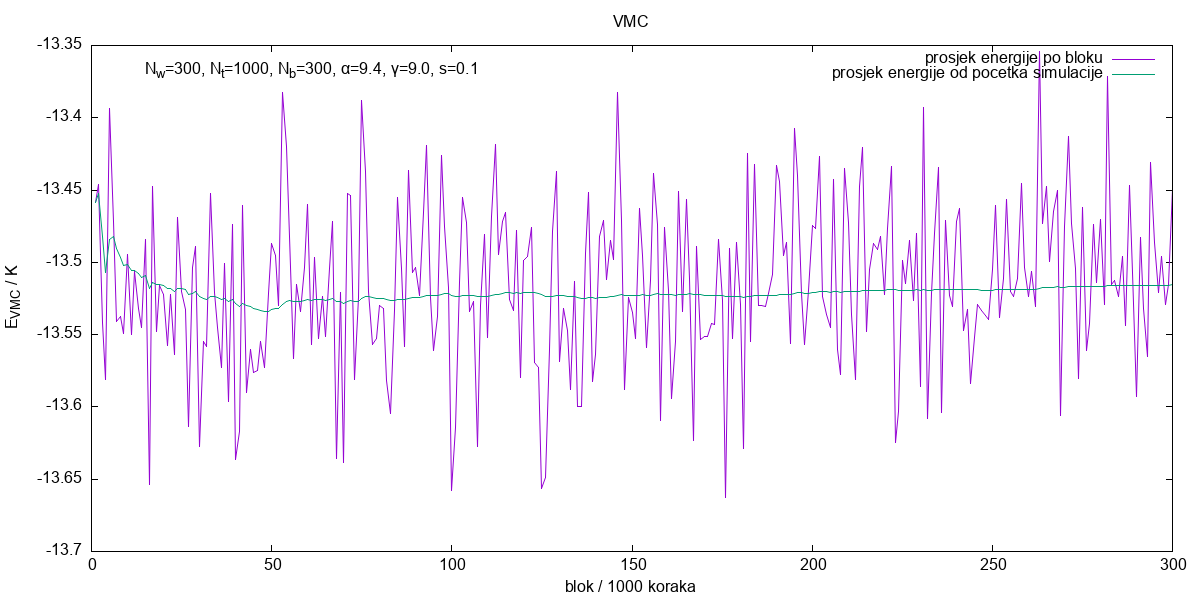 VMC
N_w=300, N_t=1000, N_b=300, α=9.4, γ=9.0, s=0.1
prosjek energije po bloku
prosjek energije od pocetka simulacije
E_VMC / K
-13.35
-13.4
-13.45
-13.5
-13.55
-13.6
-13.65
-13.7
0 50 100 150 200 250 300
blok / 1000 koraka